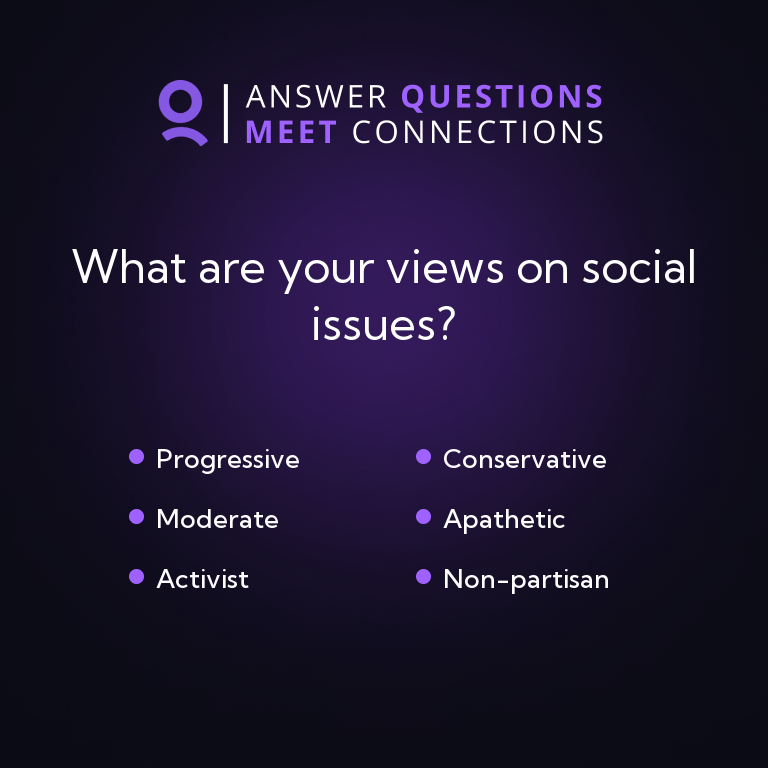 ANSWER QUESTIONS
MEET CONNECTIONS
What are your views on social
issues?
Progressive
Conservative
Moderate
Apathetic
Activist
Non-partisan